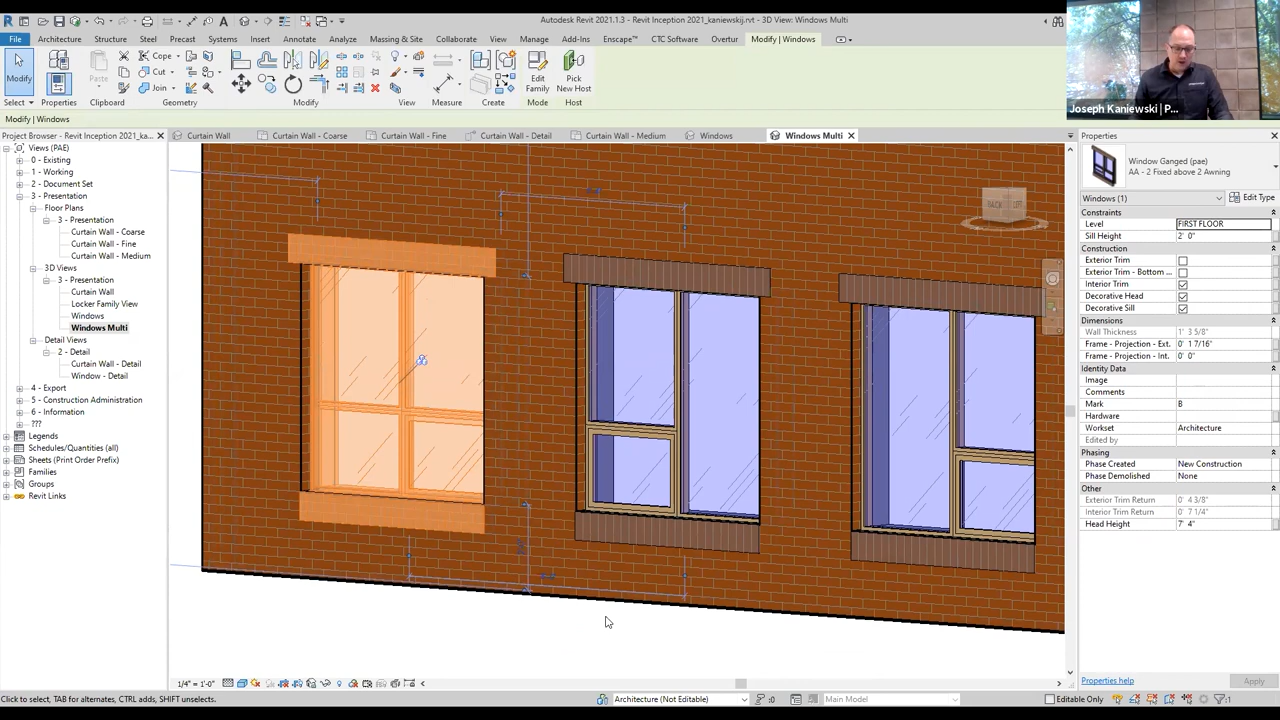 Autodesk Revit 2021.1.3 - Revit Inception 2021_kaniewskij.rvt - 3D View: Windows Multi
File Architecture Structure Steel Precast Systems Insert Annotate Analyze Massing & Site Collaborate View Manage Add-Ins Enscape™ CTC Software Overtur Modify | Windows
Modify
Paste
Cope
Cut
Join
Edit Family
Pick New Host
Select Properties Clipboard Geometry Modify View Measure Create Mode Host
Modify | Windows
Joseph Kaniewski | P...
Project Browser - Revit Inception 2021_ka...
Curtain Wall
Curtain Wall - Coarse
Curtain Wall - Fine
Curtain Wall - Detail
Curtain Wall - Medium
Windows
Windows Multi
Views (PAE)
0 - Existing
1 - Working
2 - Document Set
3 - Presentation
Floor Plans
3 - Presentation
Curtain Wall - Coarse
Curtain Wall - Fine
Curtain Wall - Medium
3D Views
3 - Presentation
Curtain Wall
Locker Family View
Windows
Windows Multi
Detail Views
2 - Detail
Curtain Wall - Detail
Window - Detail
4 - Export
5 - Construction Administration
6 - Information
???
Legends
Schedules/Quantities (all)
Sheets (Print Order Prefix)
Families
Groups
Revit Links
BACK LEFT
Properties
Window Ganged (pae)
AA - 2 Fixed above 2 Awning
Windows (1) Edit Type
Constraints
Level FIRST FLOOR
Sill Height 2' 0"
Construction
Exterior Trim
Exterior Trim - Bottom ...
Interior Trim
Decorative Head
Decorative Sill
Dimensions
Wall Thickness 1' 3 5/8"
Frame - Projection - Ext. 0' 1 7/16"
Frame - Projection - Int. 0' 0"
Identity Data
Image
Comments
Mark B
Hardware
Workset Architecture
Edited by
Phasing
Phase Created New Construction
Phase Demolished None
Other
Exterior Trim Return 0' 4 3/8"
Interior Trim Return 0' 7 1/4"
Head Height 7' 4"
Properties help Apply
1/4" = 1'-0"
Click to select, TAB for alternates, CTRL adds, SHIFT unselects. Architecture (Not Editable) :0 Main Model Editable Only :1